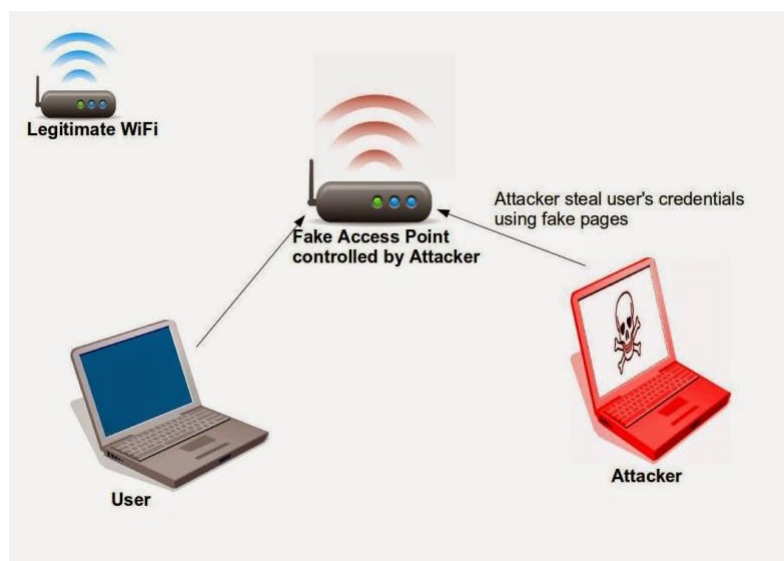 Legitimate WiFi
Attacker steal user's credentials
using fake pages
Fake Access Point
controlled by Attacker
Attacker
User